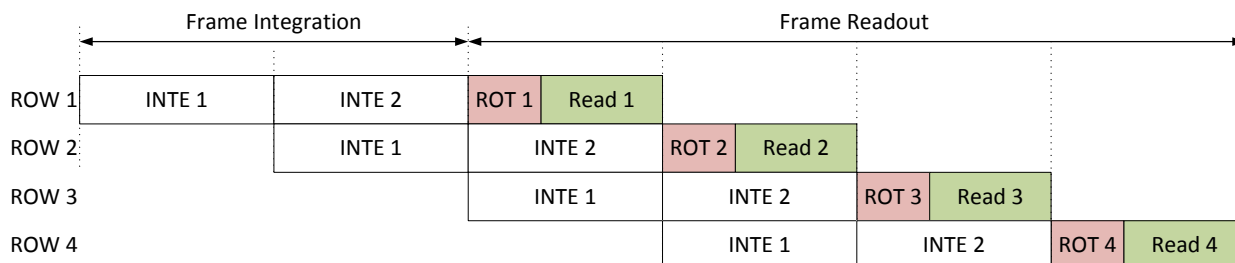 Frame Integration Frame Readout
ROW 1 INTE 1 INTE 2 ROT 1 Read 1
ROW 2 INTE 1 INTE 2 ROT 2 Read 2
ROW 3 INTE 1 INTE 2 ROT 3 Read 3
ROW 4 INTE 1 INTE 2 ROT 4 Read 4